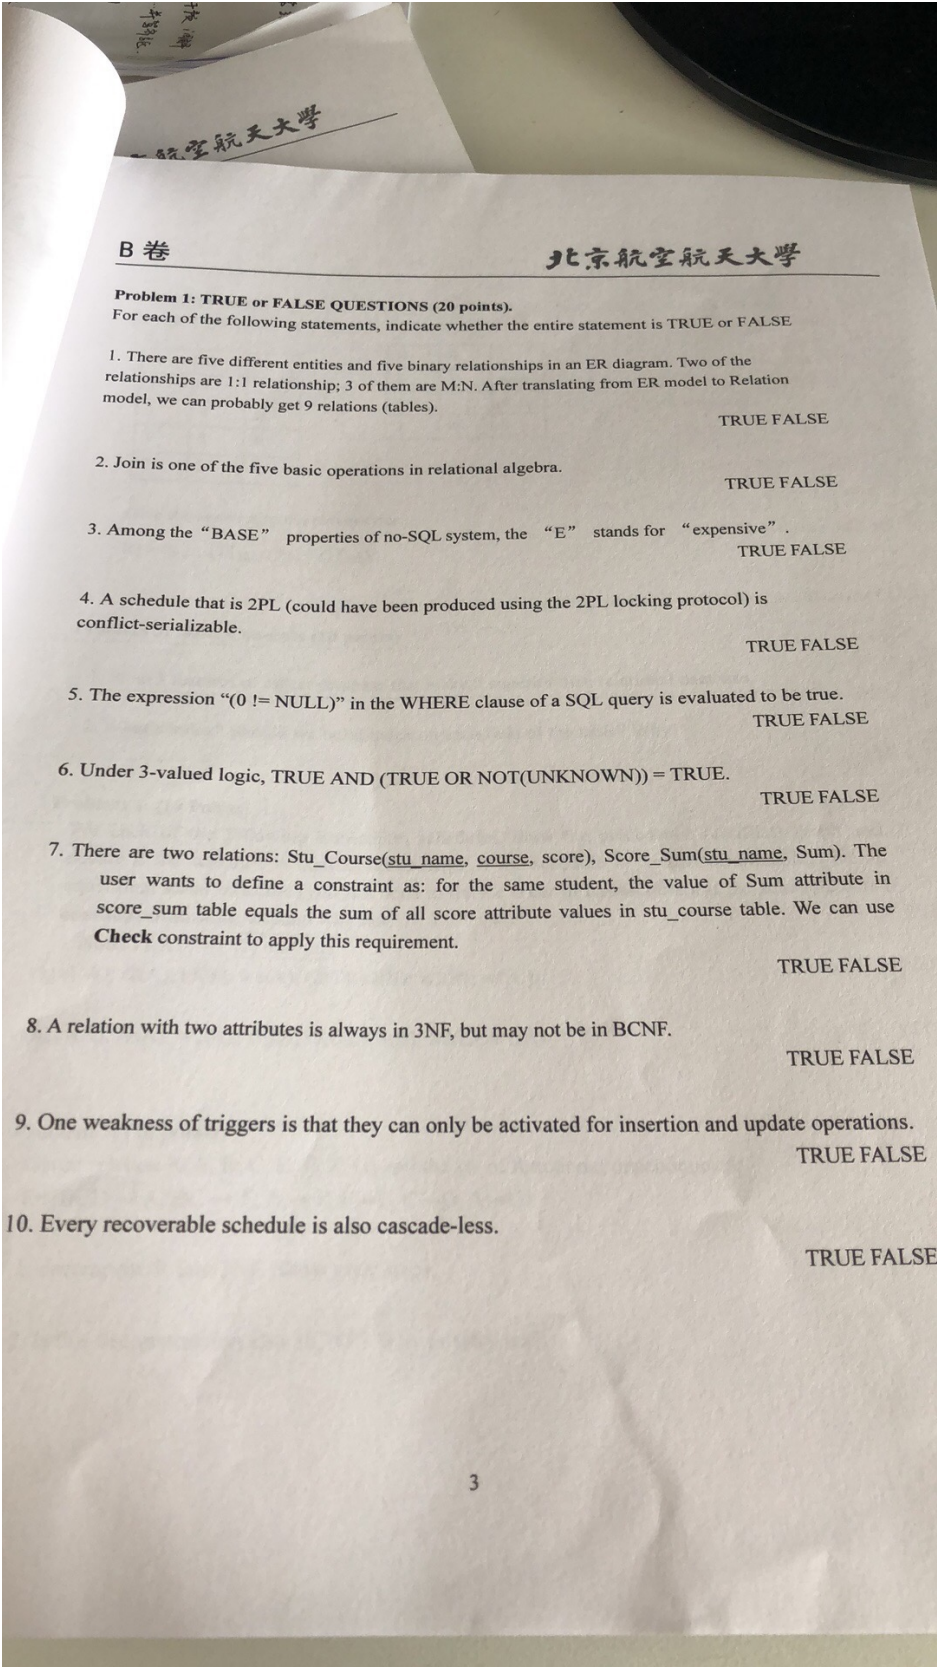 航空航天大學
B 卷
北京航空航天大學
Problem 1: TRUE or FALSE QUESTIONS (20 points).
For each of the following statements, indicate whether the entire statement is TRUE or FALSE
1. There are five different entities and five binary relationships in an ER diagram. Two of the
relationships are 1:1 relationship; 3 of them are M:N. After translating from ER model to Relation
model, we can probably get 9 relations (tables).
TRUE FALSE
2. Join is one of the five basic operations in relational algebra.
TRUE FALSE
3. Among the “BASE” properties of no-SQL system, the “E” stands for “expensive”.
TRUE FALSE
4. A schedule that is 2PL (could have been produced using the 2PL locking protocol) is
conflict-serializable.
TRUE FALSE
5. The expression “(0 != NULL)” in the WHERE clause of a SQL query is evaluated to be true.
TRUE FALSE
6. Under 3-valued logic, TRUE AND (TRUE OR NOT(UNKNOWN)) = TRUE.
TRUE FALSE
7. There are two relations: Stu_Course(stu_name, course, score), Score_Sum(stu_name, Sum). The
user wants to define a constraint as: for the same student, the value of Sum attribute in
score_sum table equals the sum of all score attribute values in stu_course table. We can use
Check constraint to apply this requirement.
TRUE FALSE
8. A relation with two attributes is always in 3NF, but may not be in BCNF.
TRUE FALSE
9. One weakness of triggers is that they can only be activated for insertion and update operations.
TRUE FALSE
10. Every recoverable schedule is also cascade-less.
TRUE FALSE
3